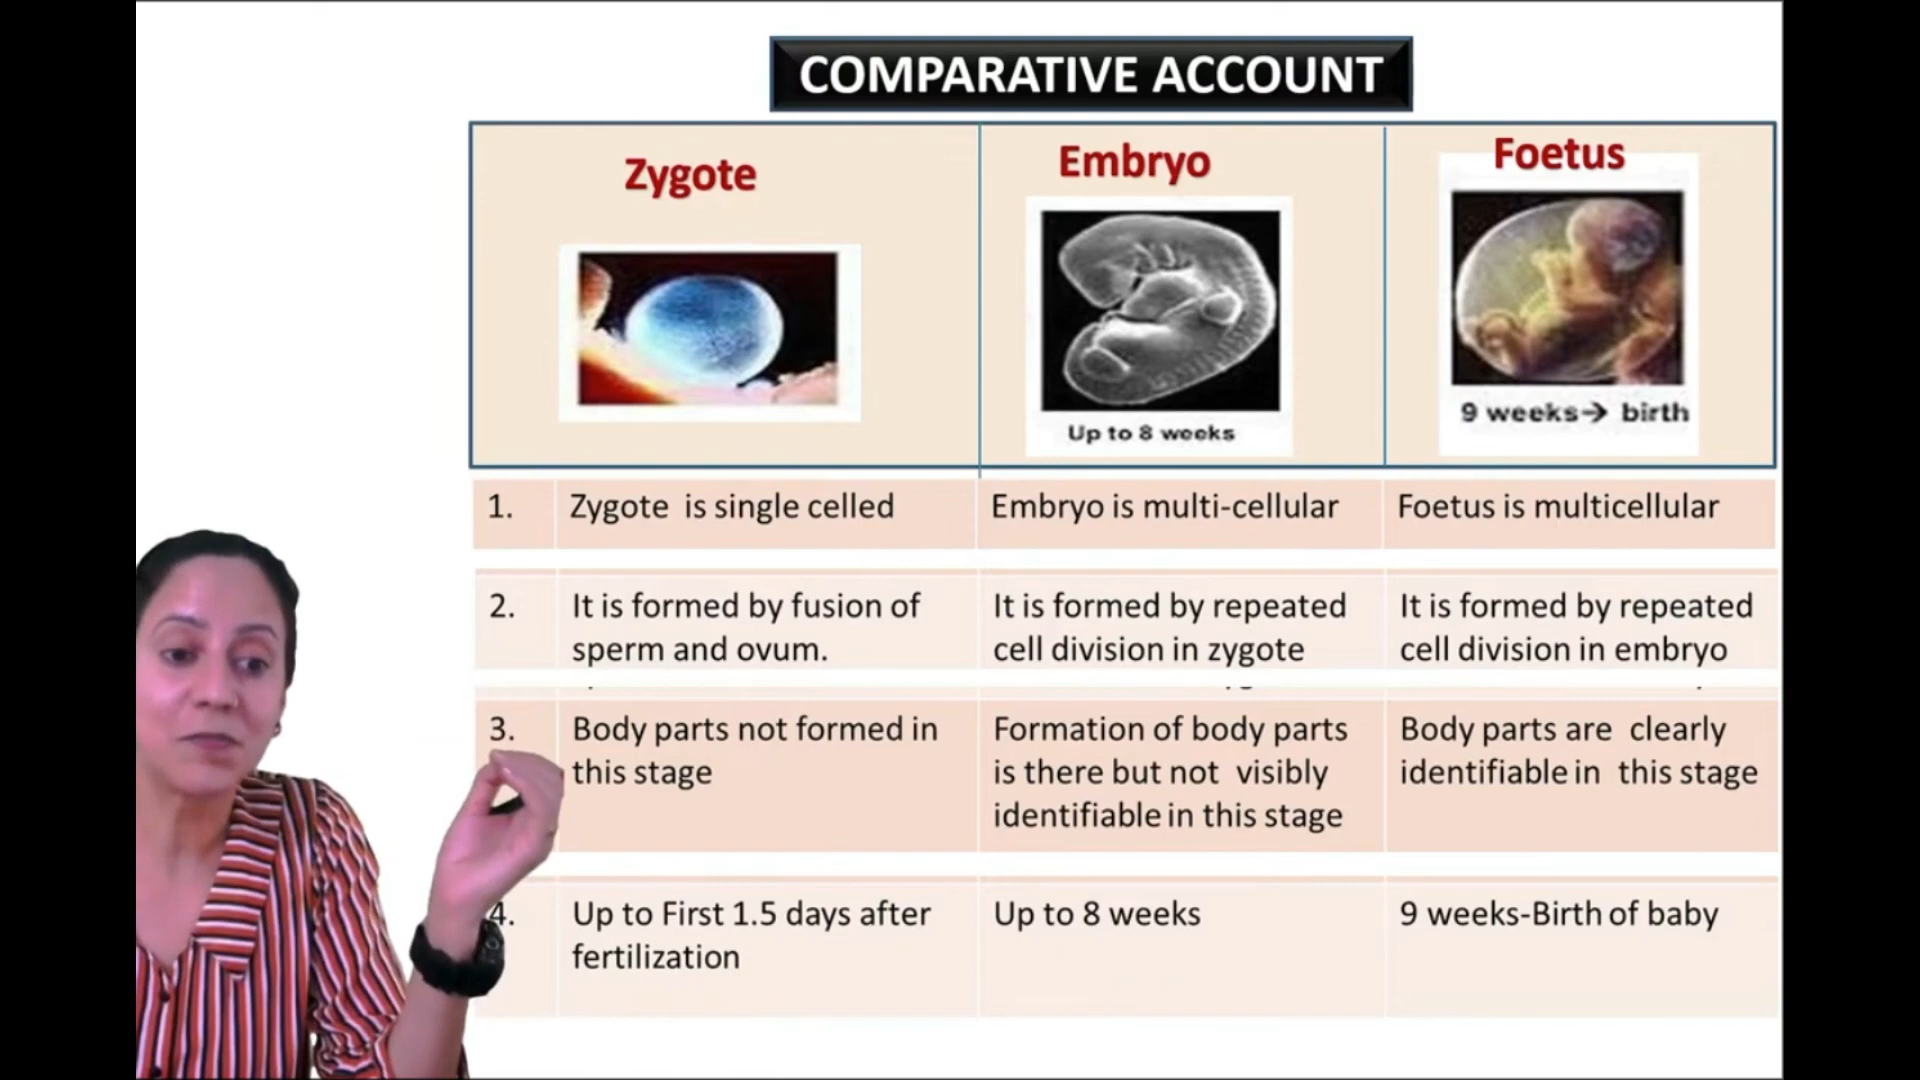 COMPARATIVE ACCOUNT
Zygote
Embryo
Foetus
Up to 8 weeks
9 weeks→ birth
1.
Zygote is single celled
Embryo is multi-cellular
Foetus is multicellular
2.
It is formed by fusion of
sperm and ovum.
It is formed by repeated
cell division in zygote
It is formed by repeated
cell division in embryo
3.
Body parts not formed in
this stage
Formation of body parts
is there but not visibly
identifiable in this stage
Body parts are clearly
identifiable in this stage
4.
Up to First 1.5 days after
fertilization
Up to 8 weeks
9 weeks-Birth of baby